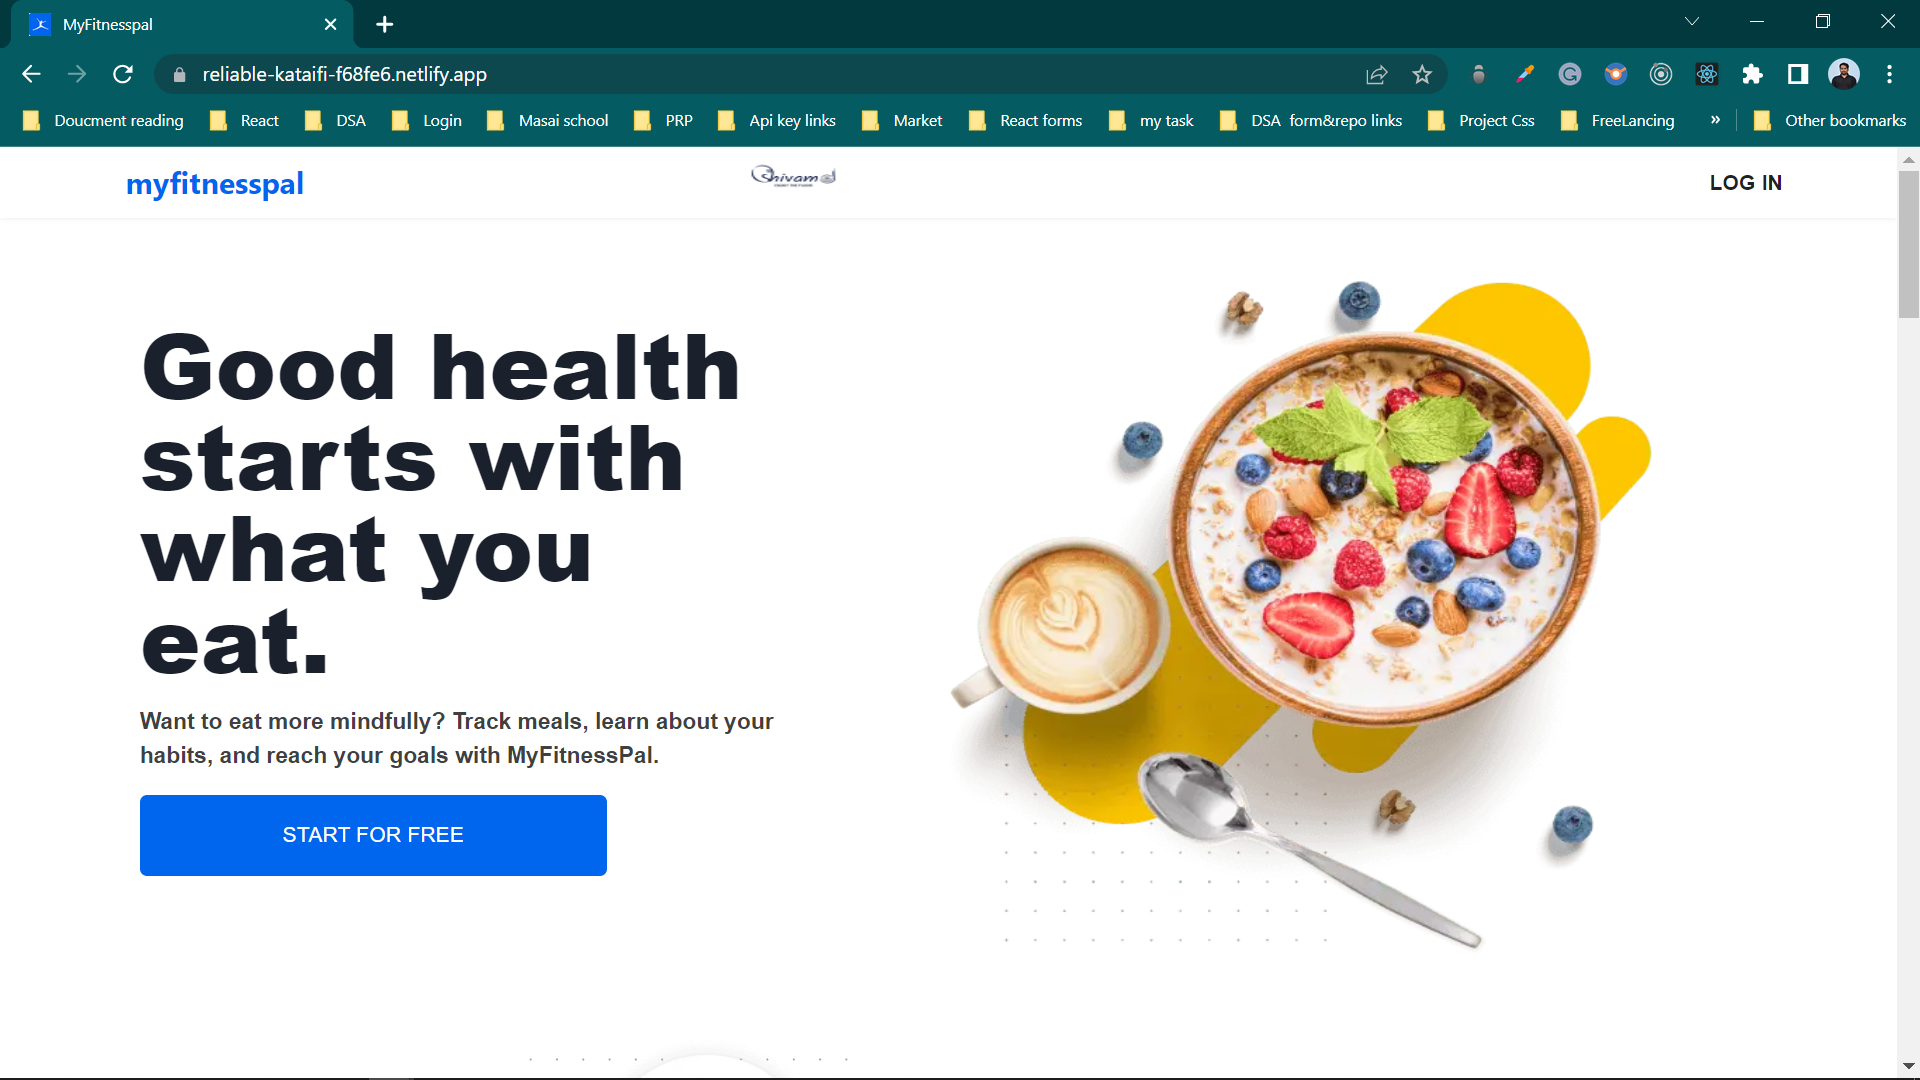 MyFitnesspal
reliable-kataifi-f68fe6.netlify.app
Doucment reading
React
DSA
Login
Masai school
PRP
Api key links
Market
React forms
my task
DSA form&repo links
Project Css
FreeLancing
»
Other bookmarks
myfitnesspal
Shivam
LOG IN
Good health
starts with
what you
eat.
Want to eat more mindfully? Track meals, learn about your
habits, and reach your goals with MyFitnessPal.
START FOR FREE